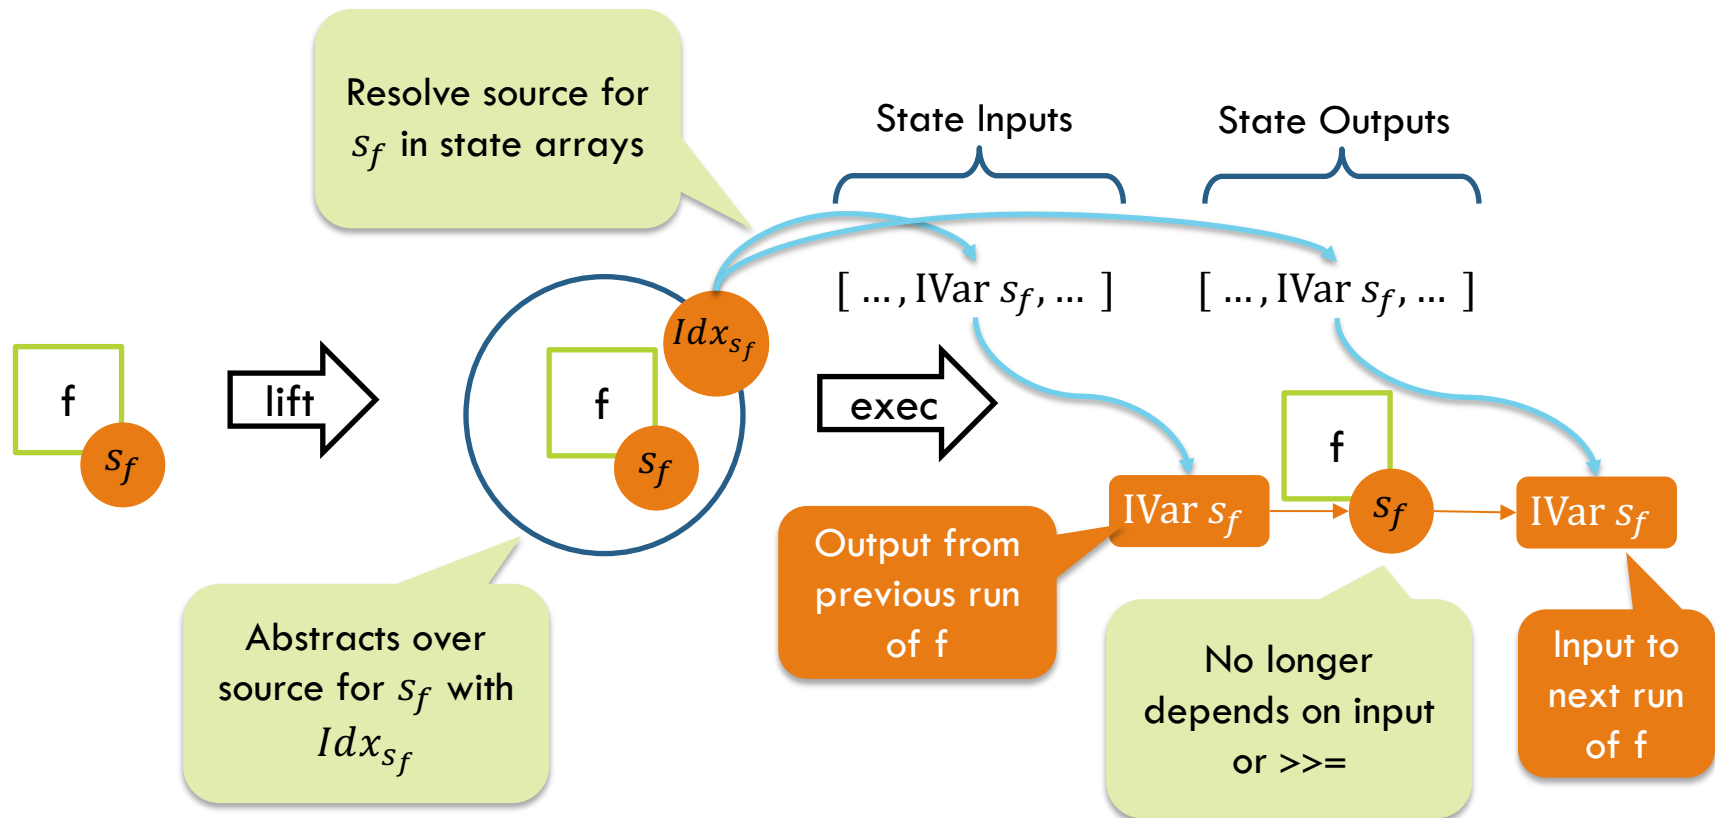 Resolve source for
s_f in state arrays
State Inputs
State Outputs
[ ... , IVar s_f, ... ]
[ ... , IVar s_f, ... ]
f
s_f
lift
Idx_{s_f}
f
s_f
exec
f
IVar s_f
s_f
IVar s_f
Output from
previous run
of f
Abstracts over
source for s_f with
Idx_{s_f}
No longer
depends on input
or >>=
Input to
next run
of f